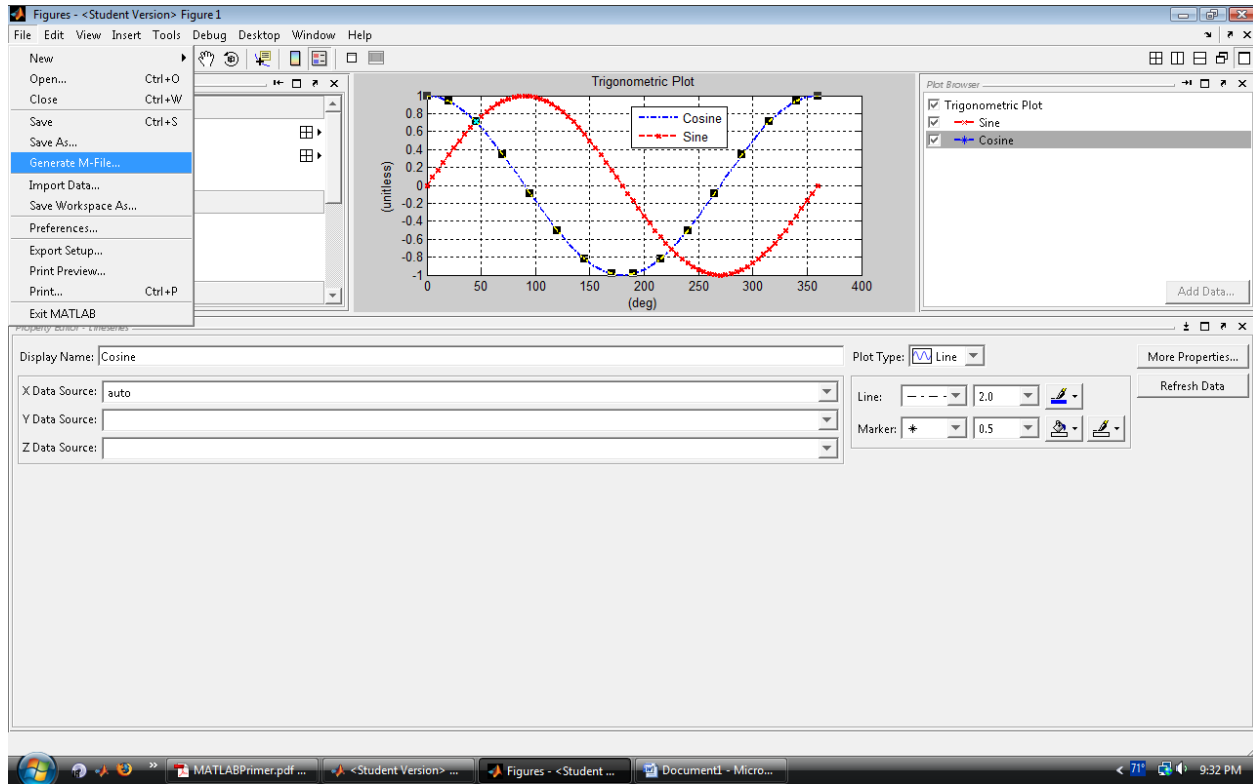 Figures - <Student Version> Figure 1
File Edit View Insert Tools Debug Desktop Window Help
New
Open... Ctrl+O
Close Ctrl+W
Save Ctrl+S
Save As...
Generate M-File...
Import Data...
Save Workspace As...
Preferences...
Export Setup...
Print Preview...
Print... Ctrl+P
Exit MATLAB
Trigonometric Plot
(unitless)
1
0.8
0.6
0.4
0.2
0
-0.2
-0.4
-0.6
-0.8
-1
Cosine
Sine
0 50 100 150 200 250 300 350 400
(deg)
Plot Browser
Trigonometric Plot
Sine
Cosine
Add Data...
Property Editor - Lineseries
Display Name: Cosine
Plot Type: Line
More Properties...
X Data Source: auto
Line: 2.0
Refresh Data
Y Data Source:
Marker: * 0.5
Z Data Source:
» MATLABPrimer.pdf ... <Student Version> ... Figures - <Student ... Document1 - Micro... < 71° 9:32 PM